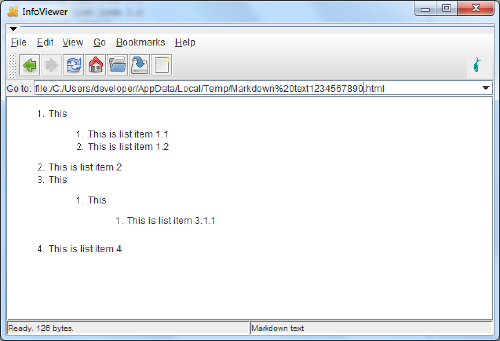 InfoViewer
File Edit View Go Bookmarks Help
Go to: file:/C:/Users/developer/AppData/Local/Temp/Markdown%20text1234567890.html
1. This
1. This is list item 1.1
2. This is list item 1.2
2. This is list item 2
3. This
1. This
1. This is list item 3.1.1
4. This is list item 4
Ready. 126 bytes. Markdown text